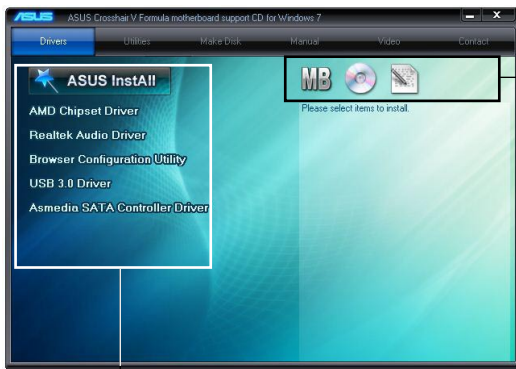 ASUS ASUS Crosshair V Formula motherboard support CD for Windows 7
Drivers Utilities Make Disk Manual Video Contact
ASUS InstAll
MB
Please select items to install.
AMD Chipset Driver
Realtek Audio Driver
Browser Configuration Utility
USB 3.0 Driver
Asmedia SATA Controller Driver